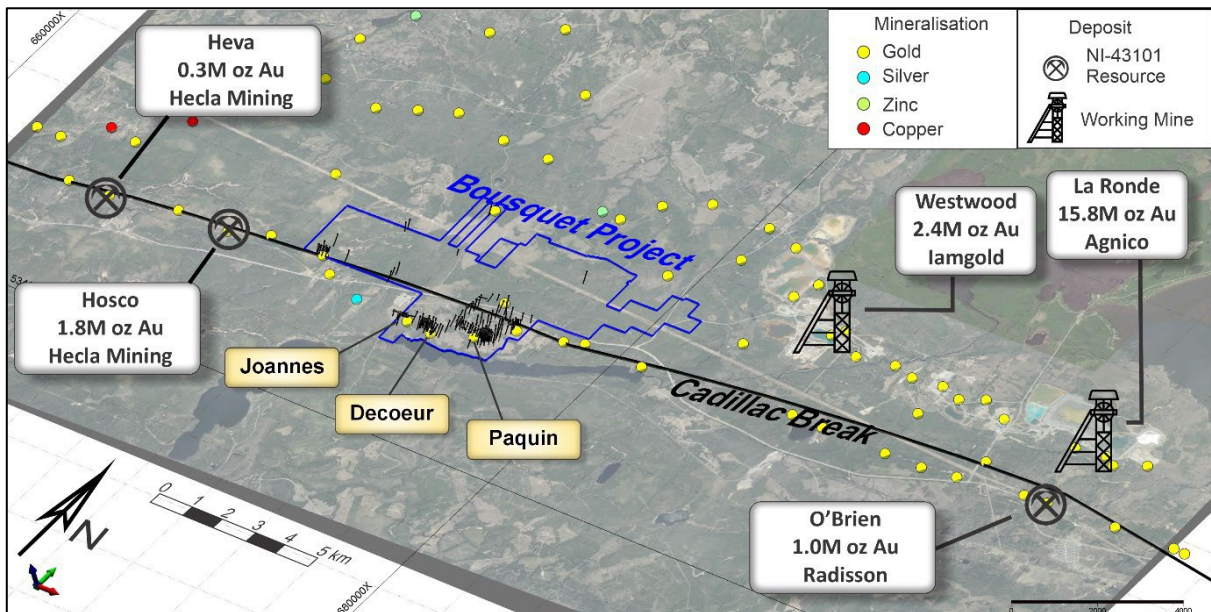 660000X
Heva
0.3M oz Au
Hecla Mining
Mineralisation
Gold
Silver
Zinc
Copper
Deposit
NI-43101
Resource
Working Mine
Bousquet Project
Westwood
2.4M oz Au
Iamgold
La Ronde
15.8M oz Au
Agnico
Hosco
1.8M oz Au
Hecla Mining
Joannes
Decoeur
Paquin
Cadillac Break
O'Brien
1.0M oz Au
Radisson
N
0 1 2 3 4 5 km
680000X
0 2000 4000